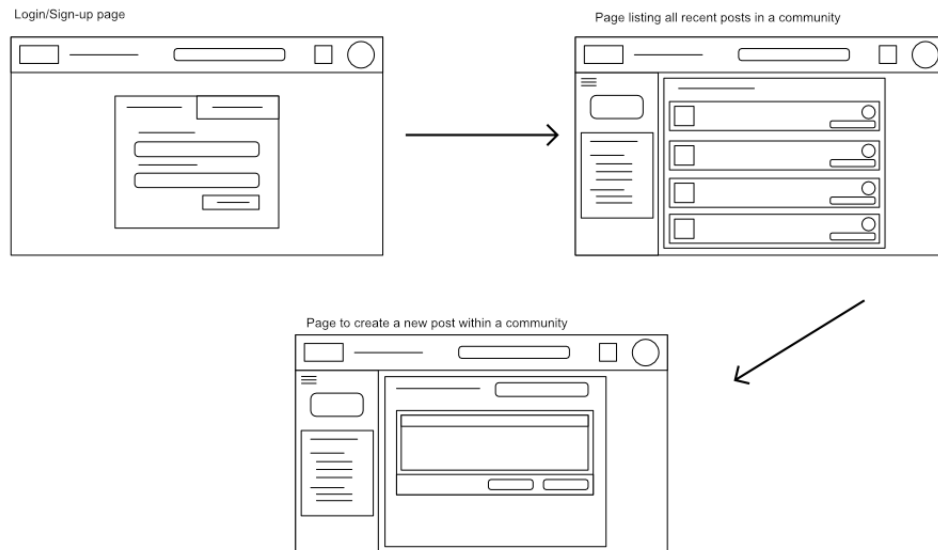 Login/Sign-up page
Page listing all recent posts in a community
Page to create a new post within a community